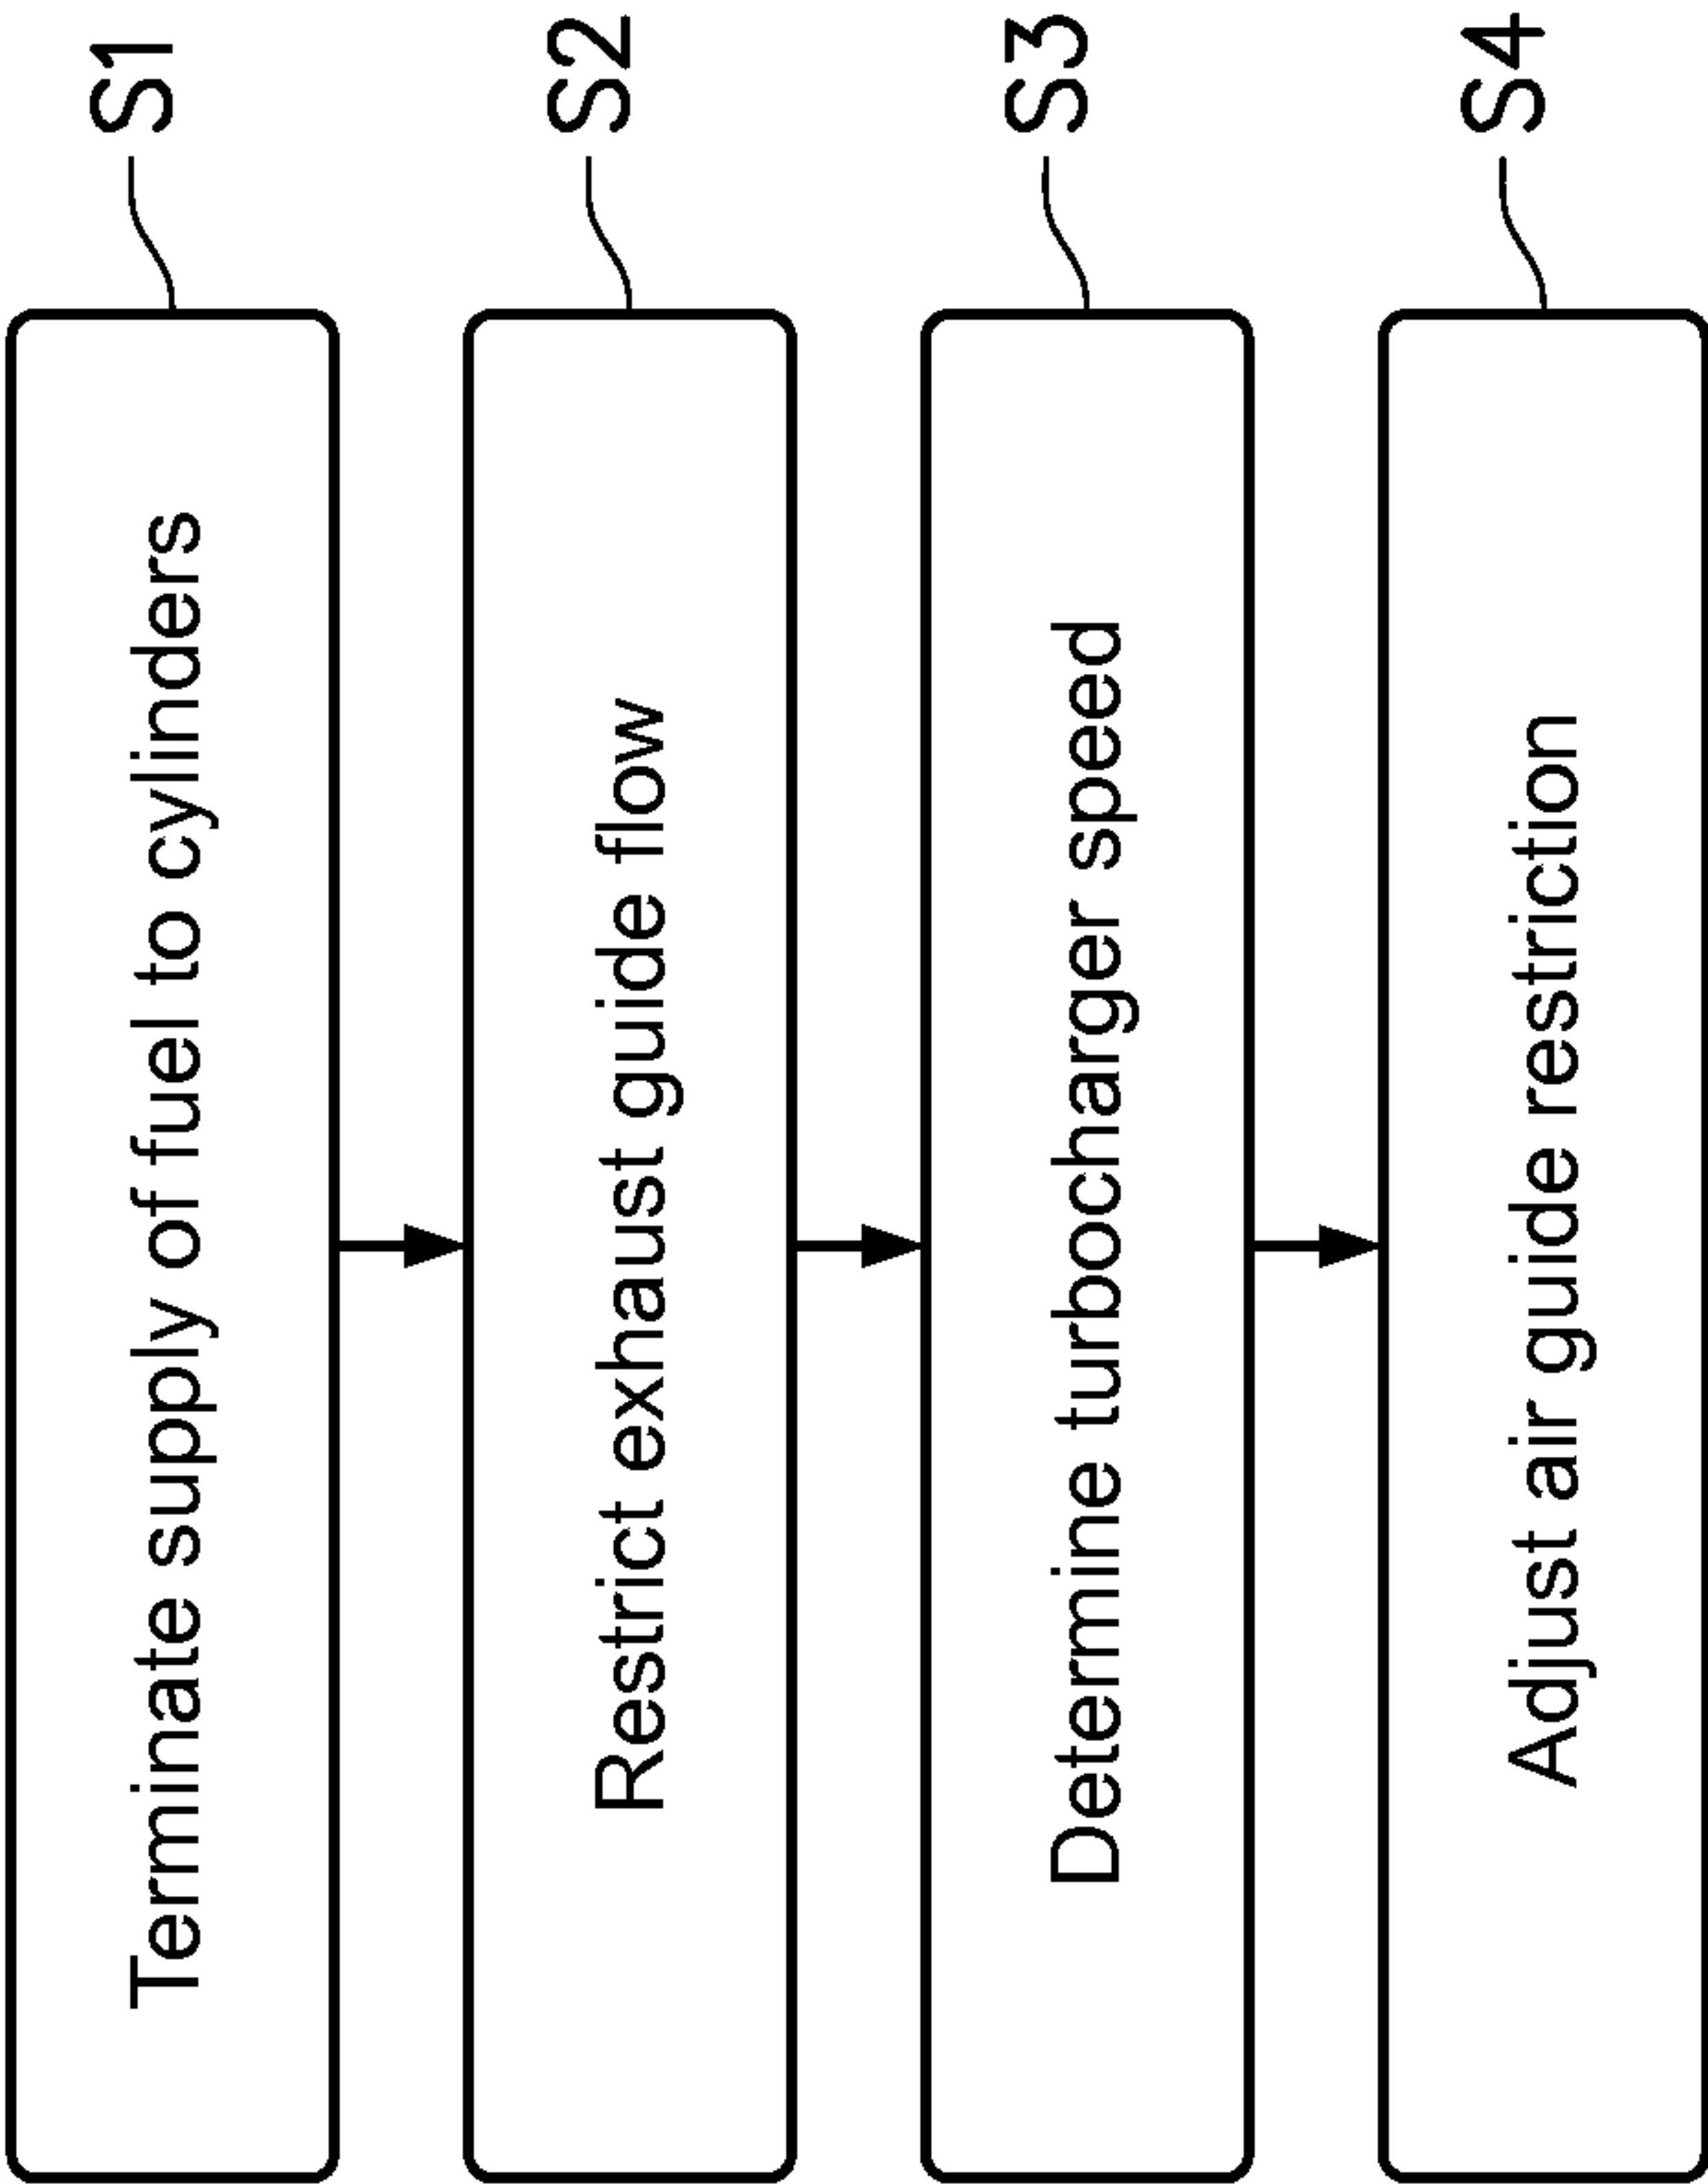 Terminate supply of fuel to cylinders
S1
Restrict exhaust guide flow
S2
Determine turbocharger speed
S3
Adjust air guide restriction
S4